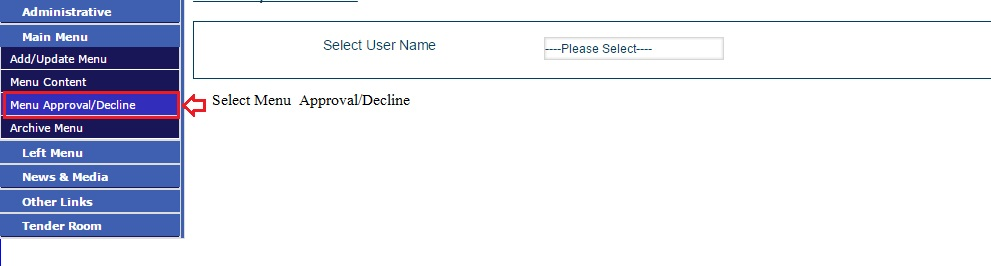 Administrative
Main Menu
Add/Update Menu
Menu Content
Menu Approval/Decline
Archive Menu
Left Menu
News & Media
Other Links
Tender Room
Select User Name
----Please Select----
Select Menu Approval/Decline